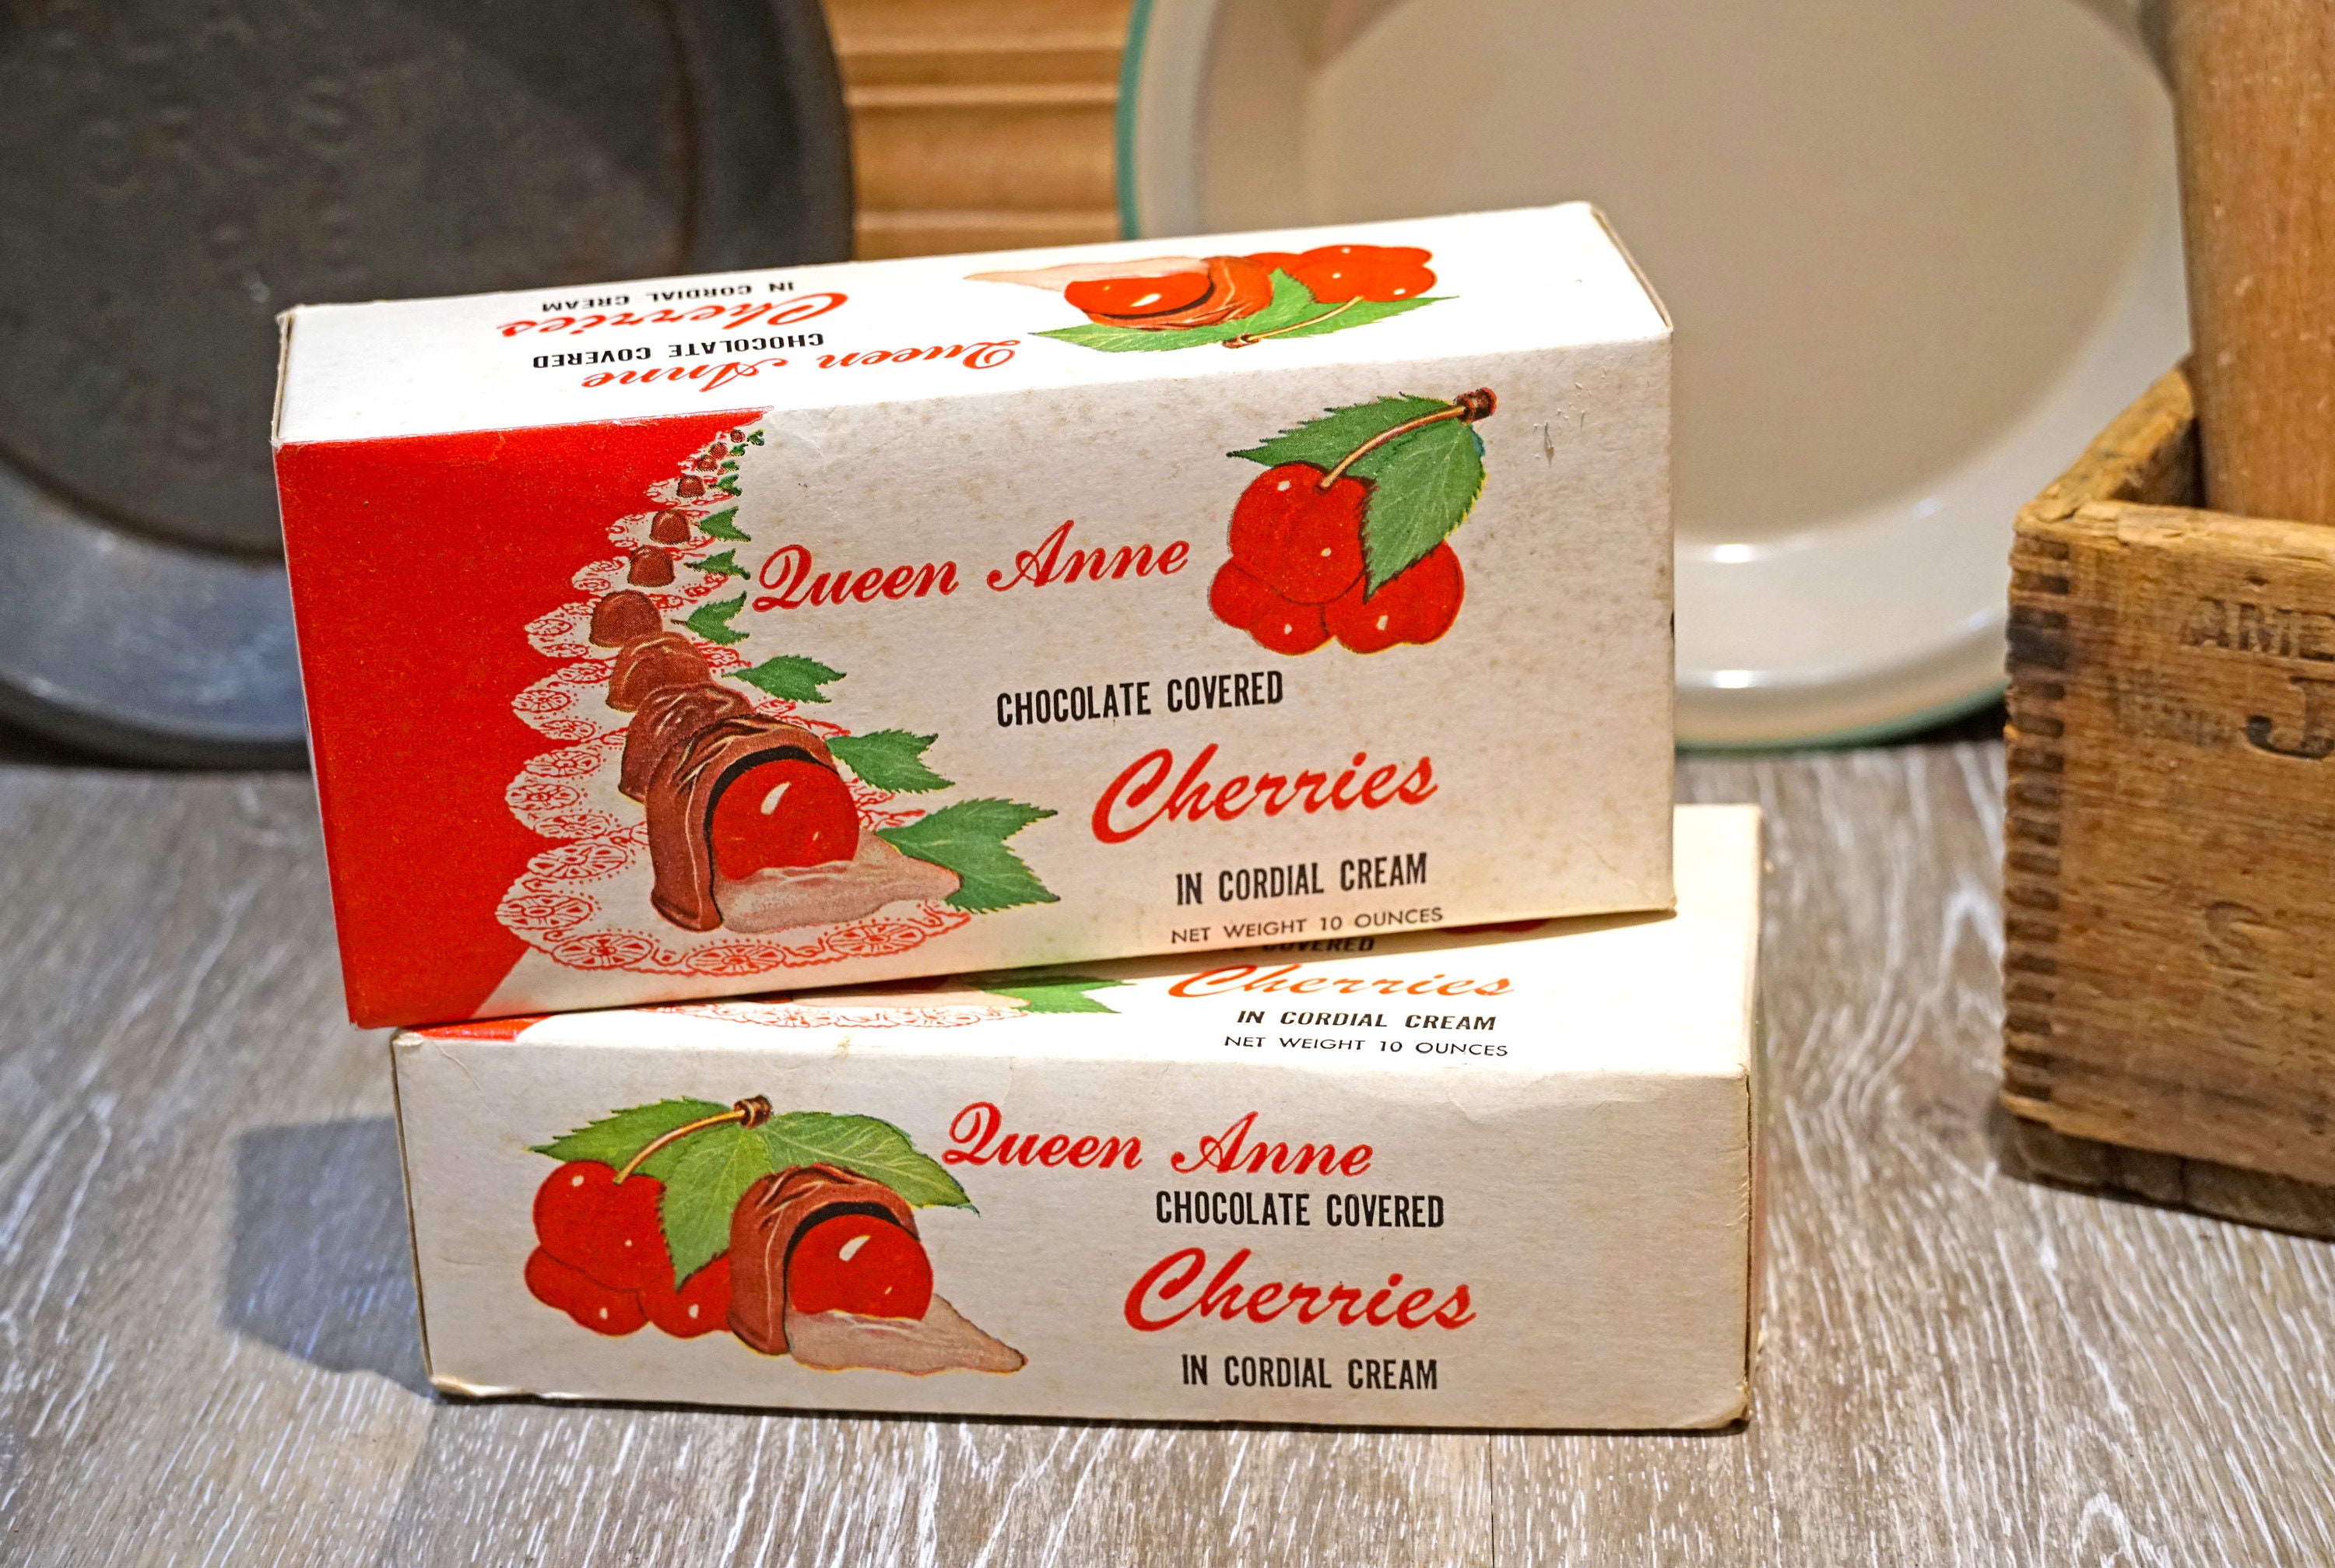 Queen Anne
CHOCOLATE COVERED
Cherries
IN CORDIAL CREAM
Queen Anne
CHOCOLATE COVERED
Cherries
IN CORDIAL CREAM
NET WEIGHT 10 OUNCES
COVERED
Cherries
IN CORDIAL CREAM
NET WEIGHT 10 OUNCES
Queen Anne
CHOCOLATE COVERED
Cherries
IN CORDIAL CREAM
AME
J
S